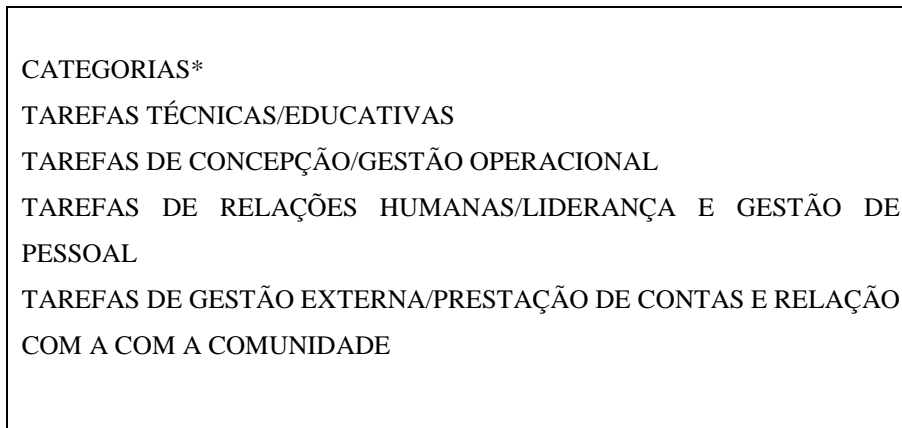 CATEGORIAS*
TAREFAS TÉCNICAS/EDUCATIVAS
TAREFAS DE CONCEPÇÃO/GESTÃO OPERACIONAL
TAREFAS DE RELAÇÕES HUMANAS/LIDERANÇA E GESTÃO DE
PESSOAL
TAREFAS DE GESTÃO EXTERNA/PRESTAÇÃO DE CONTAS E RELAÇÃO
COM A COM A COMUNIDADE